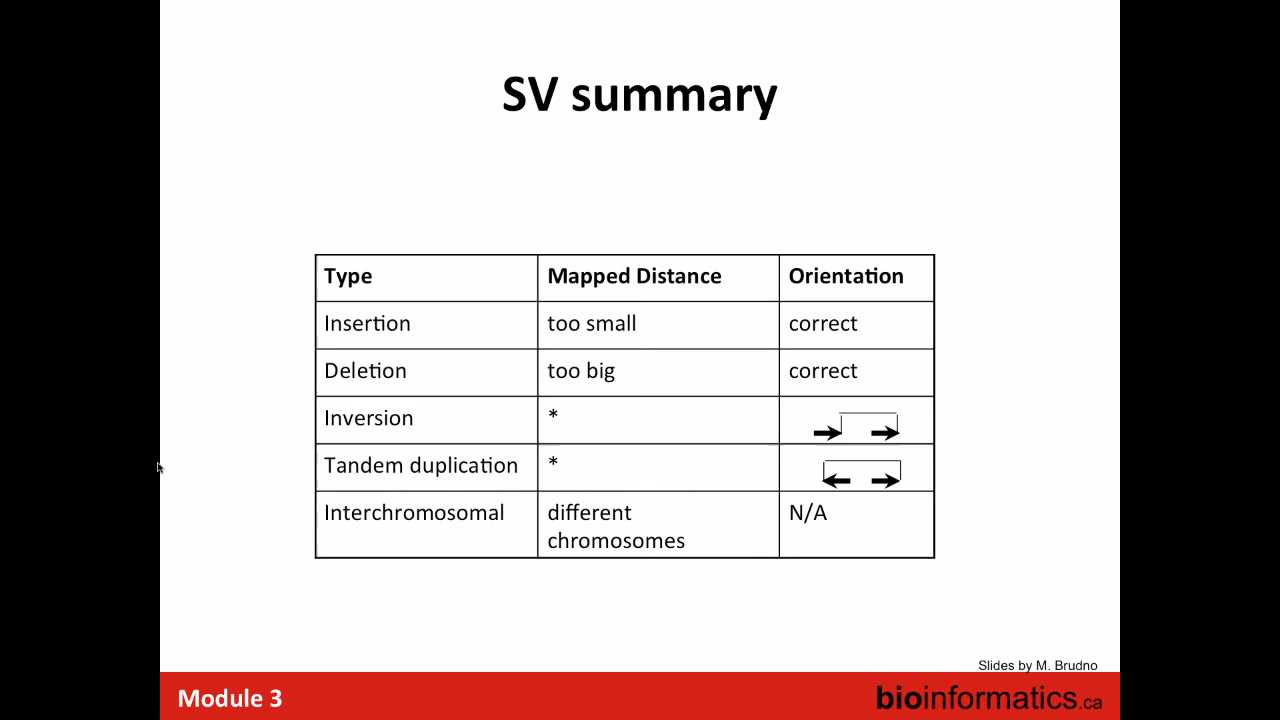 SV summary
Type Mapped Distance Orientation
Insertion too small correct
Deletion too big correct
Inversion *
Tandem duplication *
Interchromosomal different chromosomes N/A
Slides by M. Brudno
Module 3
bioinformatics.ca